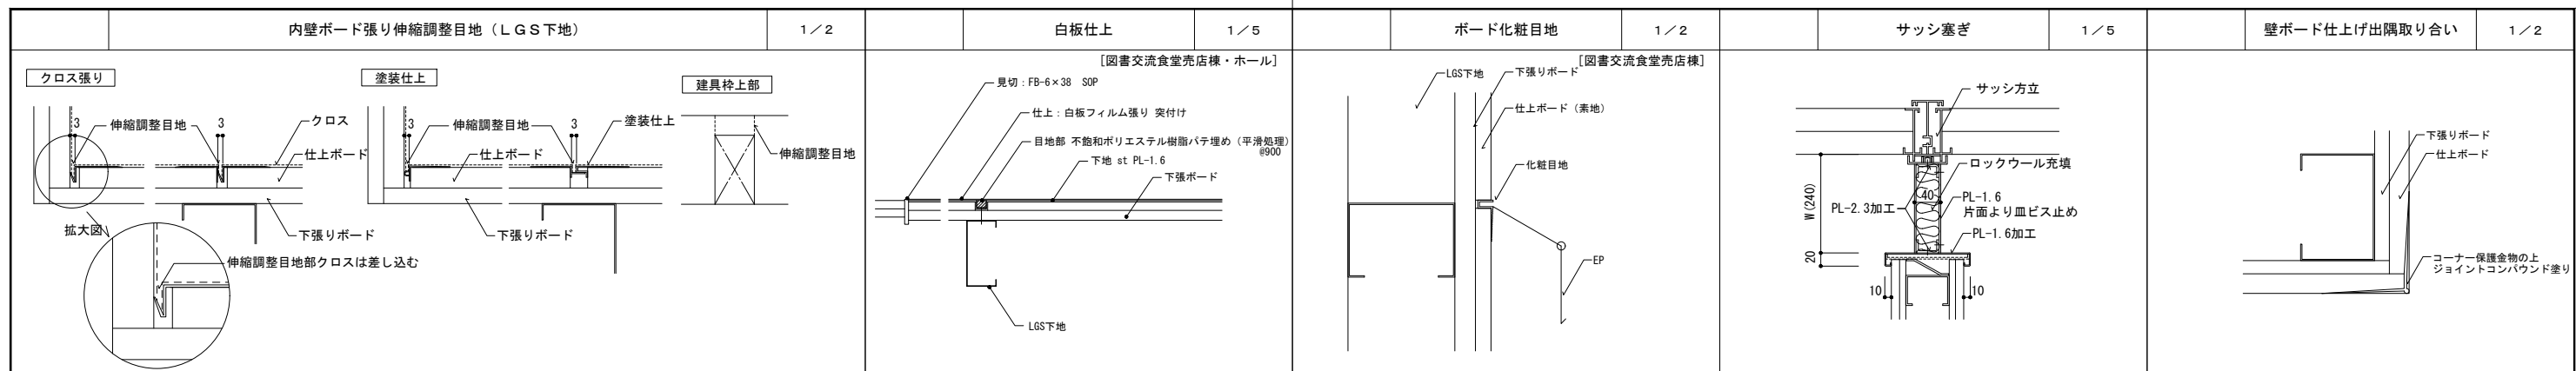 内壁ボード張り伸縮調整目地（ＬＧＳ下地）
１／２
クロス張り
塗装仕上
建具枠上部
3
伸縮調整目地
3
クロス
仕上ボード
下張りボード
拡大図
伸縮調整目地部クロスは差し込む
3
伸縮調整目地
3
塗装仕上
仕上ボード
下張りボード
伸縮調整目地
白板仕上
１／５
［図書交流食堂売店棟・ホール］
見切：FB-6×38　SOP
仕上：白板フィルム張り 突付け
目地部 不飽和ポリエステル樹脂パテ埋め（平滑処理）
@900
下地 st PL-1.6
下張ボード
LGS下地
ボード化粧目地
１／２
［図書交流食堂売店棟］
LGS下地
下張りボード
仕上ボード（素地）
化粧目地
EP
サッシ塞ぎ
１／５
サッシ方立
ロックウール充填
W(240)
40
PL-2.3加工
PL-1.6
片面より皿ビス止め
PL-1.6加工
20
10
10
壁ボード仕上げ出隅取り合い
１／２
下張りボード
仕上ボード
コーナー保護金物の上
ジョイントコンパウンド塗り